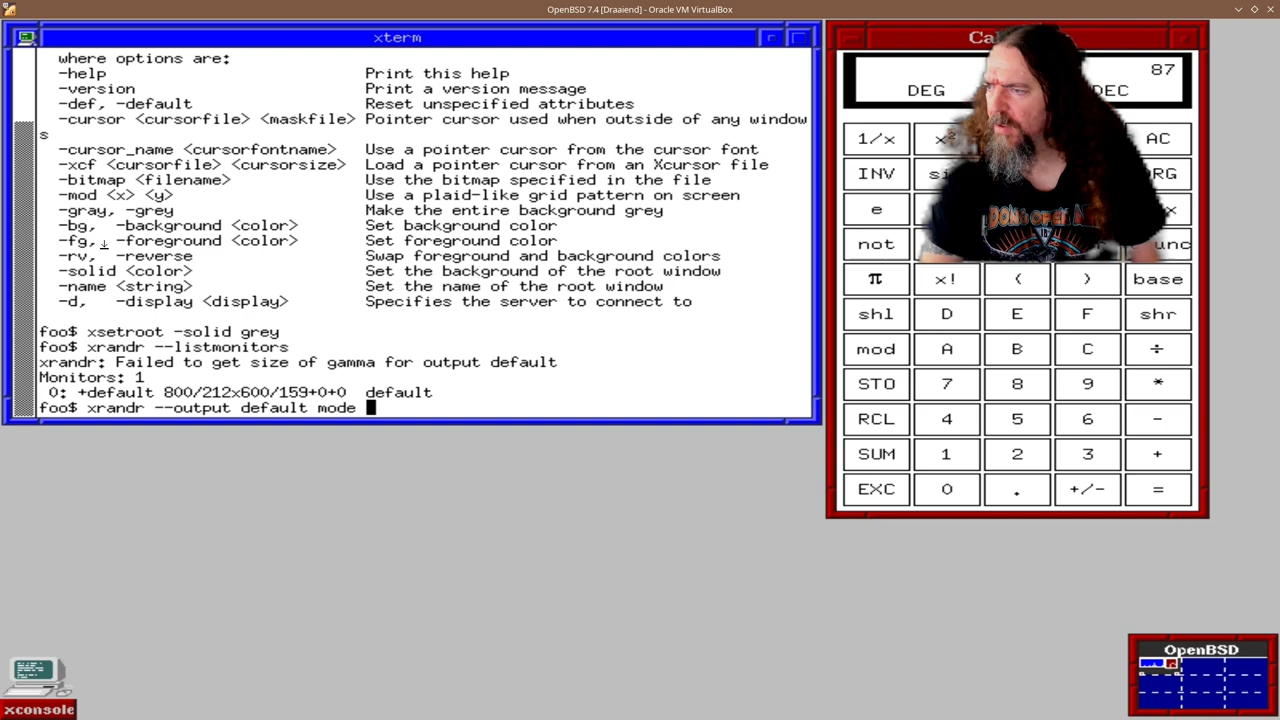 OpenBSD 7.4 [Draaiend] - Oracle VM VirtualBox
xterm
where options are:
-help Print this help
-version Print a version message
-def, -default Reset unspecified attributes
-cursor <cursorfile> <maskfile> Pointer cursor used when outside of any window
s
-cursor_name <cursorfontname> Use a pointer cursor from the cursor font
-xcf <cursorfile> <cursorsize> Load a pointer cursor from an Xcursor file
-bitmap <filename> Use the bitmap specified in the file
-mod <x> <y> Use a plaid-like grid pattern on screen
-gray, -grey Make the entire background grey
-bg, -background <color> Set background color
-fg, -foreground <color> Set foreground color
-rv, -reverse Swap foreground and background colors
-solid <color> Set the background of the root window
-name <string> Set the name of the root window
-d, -display <display> Specifies the server to connect to
foo$ xsetroot -solid grey
foo$ xrandr --listmonitors
xrandr: Failed to get size of gamma for output default
Monitors: 1
0: +default 800/212x600/159+0+0 default
foo$ xrandr --output default mode
87
DEG DEC
1/x x² AC
INV
e
not
π x! ( ) base
shl D E F shr
mod A B C ÷
STO 7 8 9 *
RCL 4 5 6 -
SUM 1 2 3 +
EXC 0 . +/- =
xconsole
OpenBSD